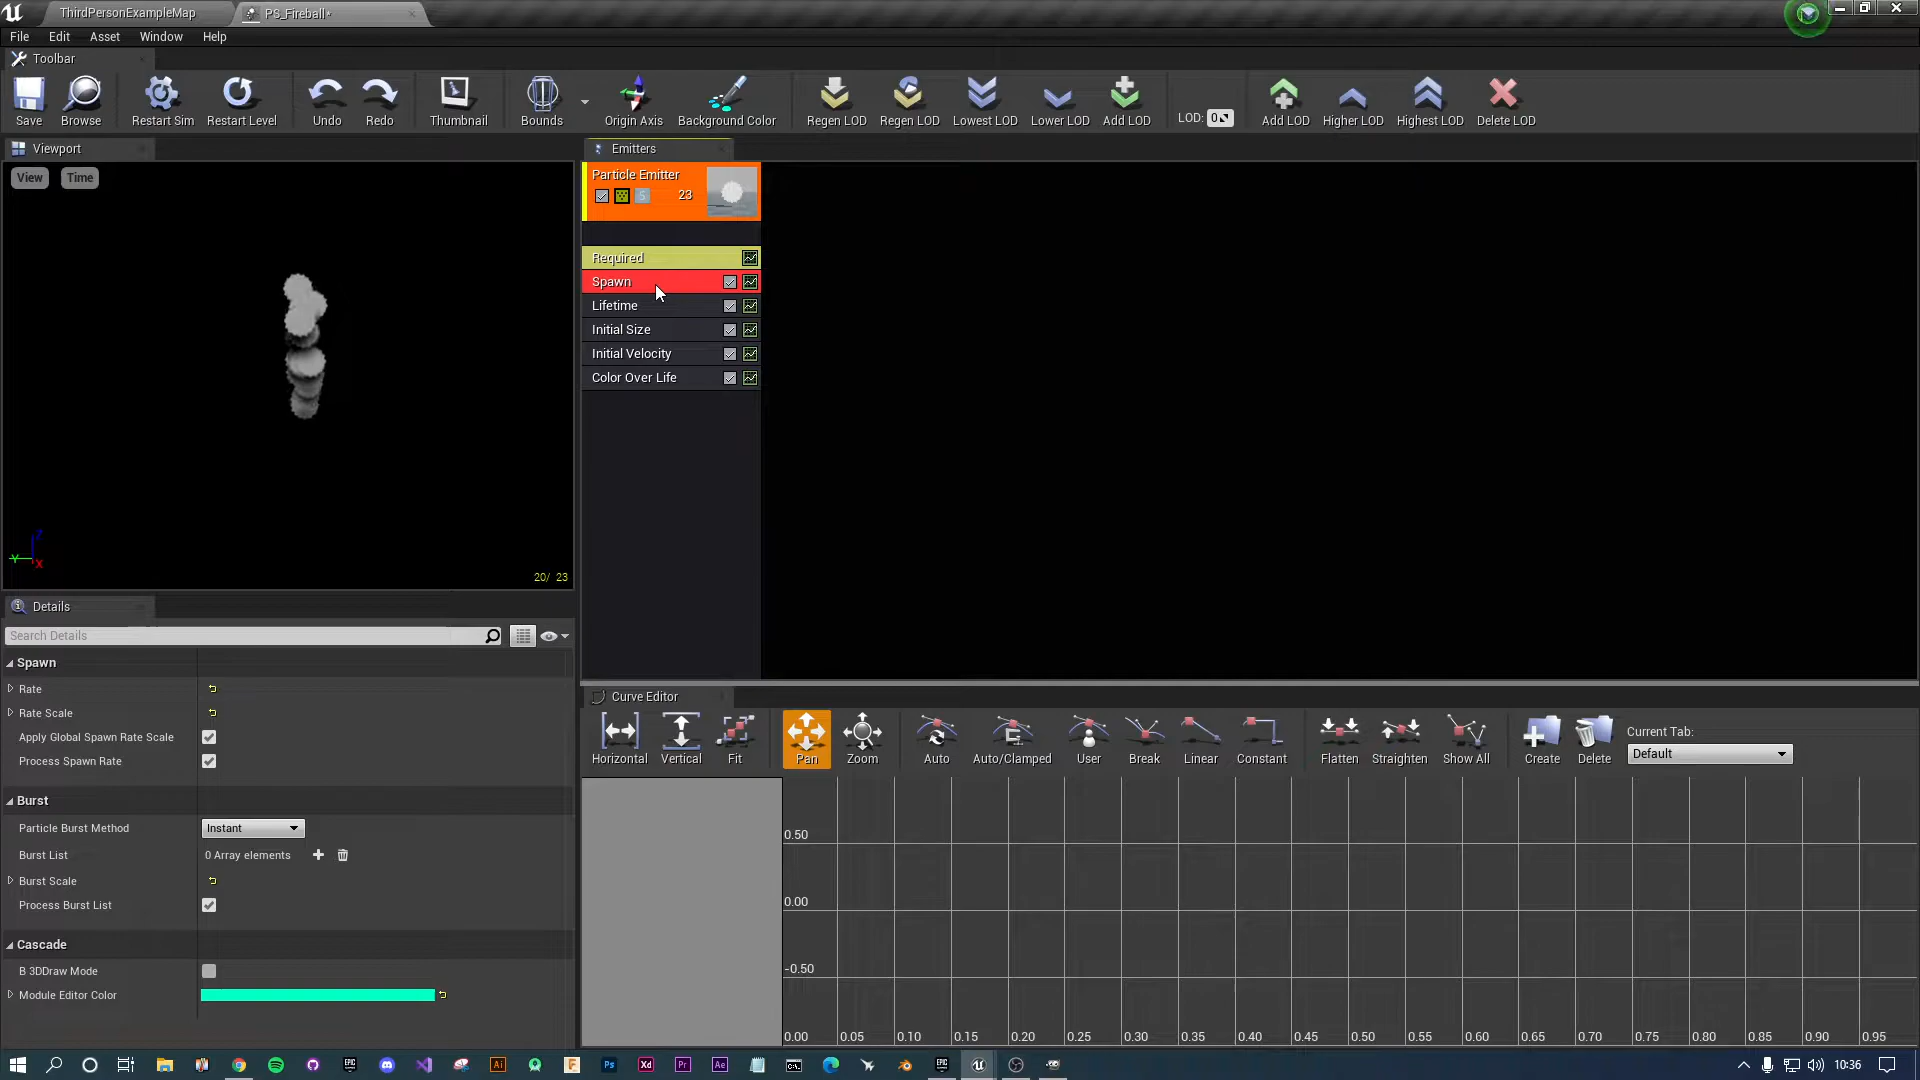 ThirdPersonExampleMap
PS_Fireball*
File Edit Asset Window Help
Toolbar
Save Browse Restart Sim Restart Level Undo Redo Thumbnail Bounds Origin Axis Background Color Regen LOD Regen LOD Lowest LOD Lower LOD Add LOD LOD: 0 Add LOD Higher LOD Highest LOD Delete LOD
Viewport
View Time
20/ 23
Z
Y
X
Emitters
Particle Emitter
S 23
Required
Spawn
Lifetime
Initial Size
Initial Velocity
Color Over Life
Details
Search Details
Spawn
Rate
Rate Scale
Apply Global Spawn Rate Scale
Process Spawn Rate
Burst
Particle Burst Method Instant
Burst List 0 Array elements
Burst Scale
Process Burst List
Cascade
B 3DDraw Mode
Module Editor Color
Curve Editor
Horizontal Vertical Fit Pan Zoom Auto Auto/Clamped User Break Linear Constant Flatten Straighten Show All Create Delete
Current Tab:
Default
0.50
0.00
-0.50
0.00 0.05 0.10 0.15 0.20 0.25 0.30 0.35 0.40 0.45 0.50 0.55 0.60 0.65 0.70 0.75 0.80 0.85 0.90 0.95
Ai Ps Xd Pr Ae 10:36